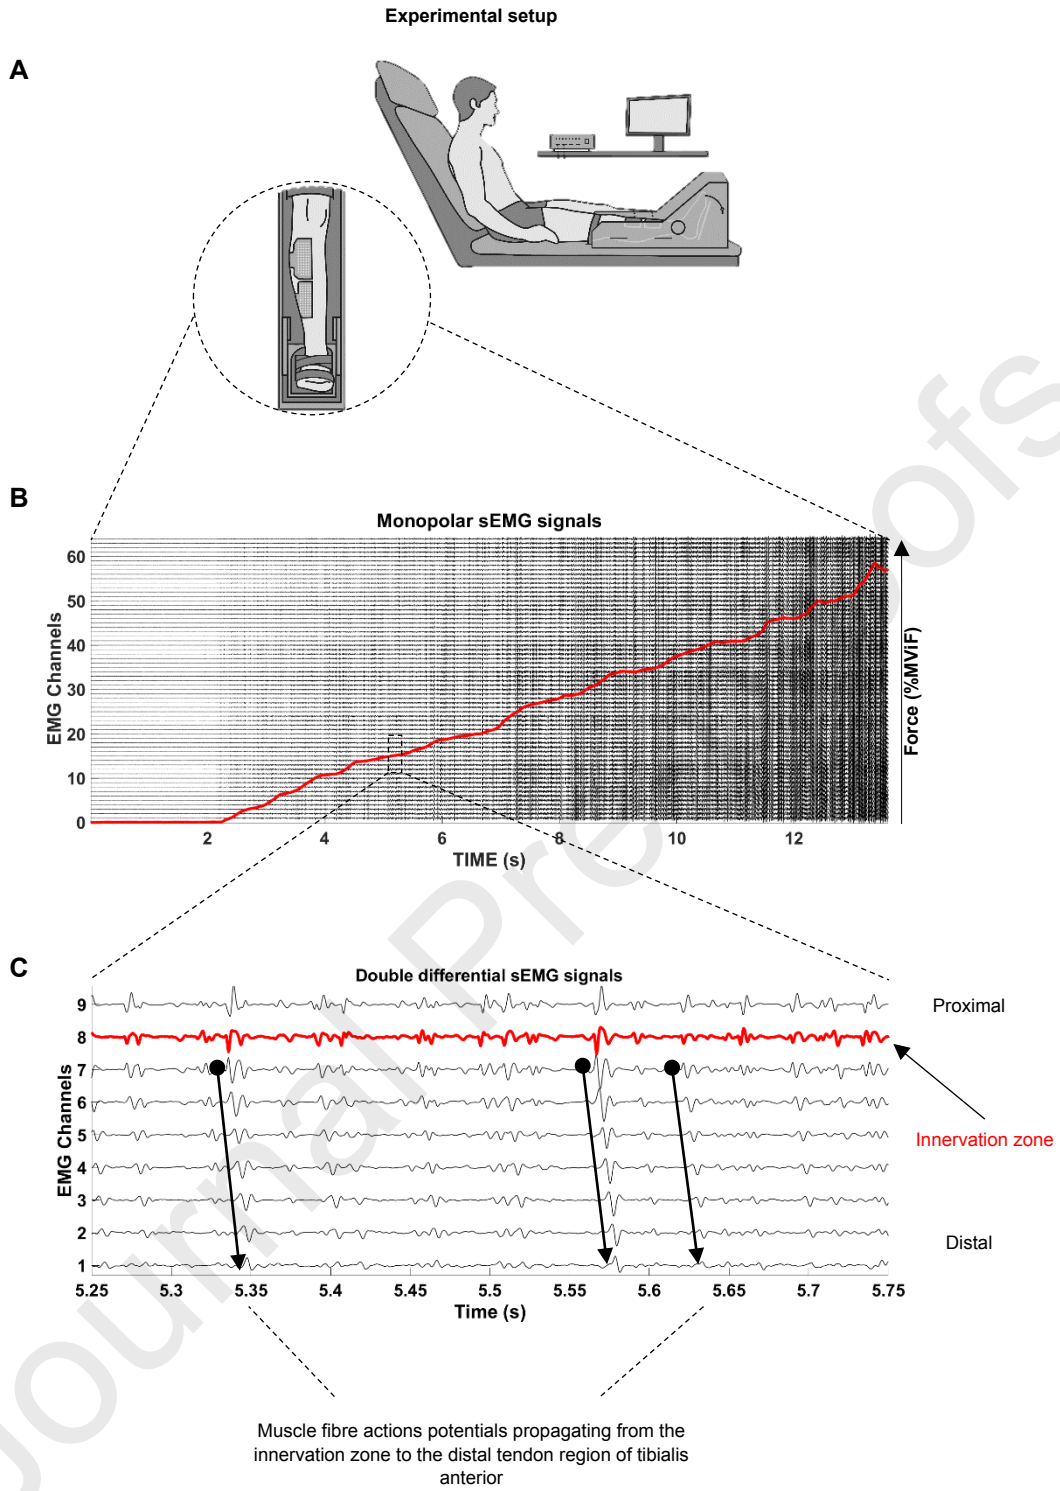 Experimental setup
A
B
Monopolar sEMG signals
60
50
40
30
20
10
0
EMG Channels
Force (%MViF)
2 4 6 8 10 12
TIME (s)
C
Double differential sEMG signals
9
8
7
6
5
4
3
2
1
EMG Channels
Proximal
Innervation zone
Distal
5.25 5.3 5.35 5.4 5.45 5.5 5.55 5.6 5.65 5.7 5.75
Time (s)
Muscle fibre actions potentials propagating from the
innervation zone to the distal tendon region of tibialis
anterior
Journal Pre-proofs